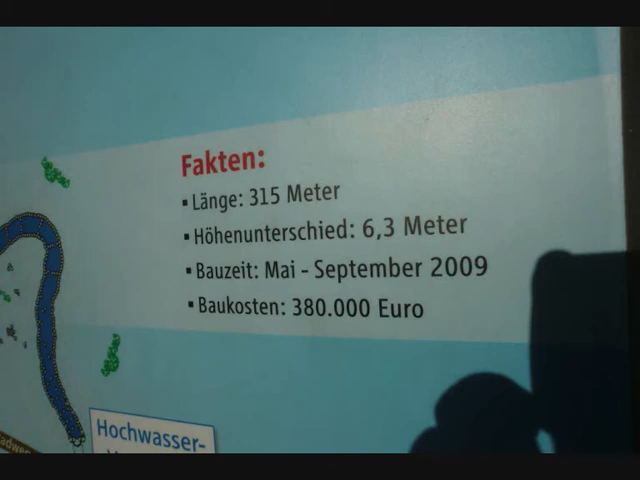 Fakten:
▪ Länge: 315 Meter
▪ Höhenunterschied: 6,3 Meter
▪ Bauzeit: Mai - September 2009
▪ Baukosten: 380.000 Euro
Hochwasser-